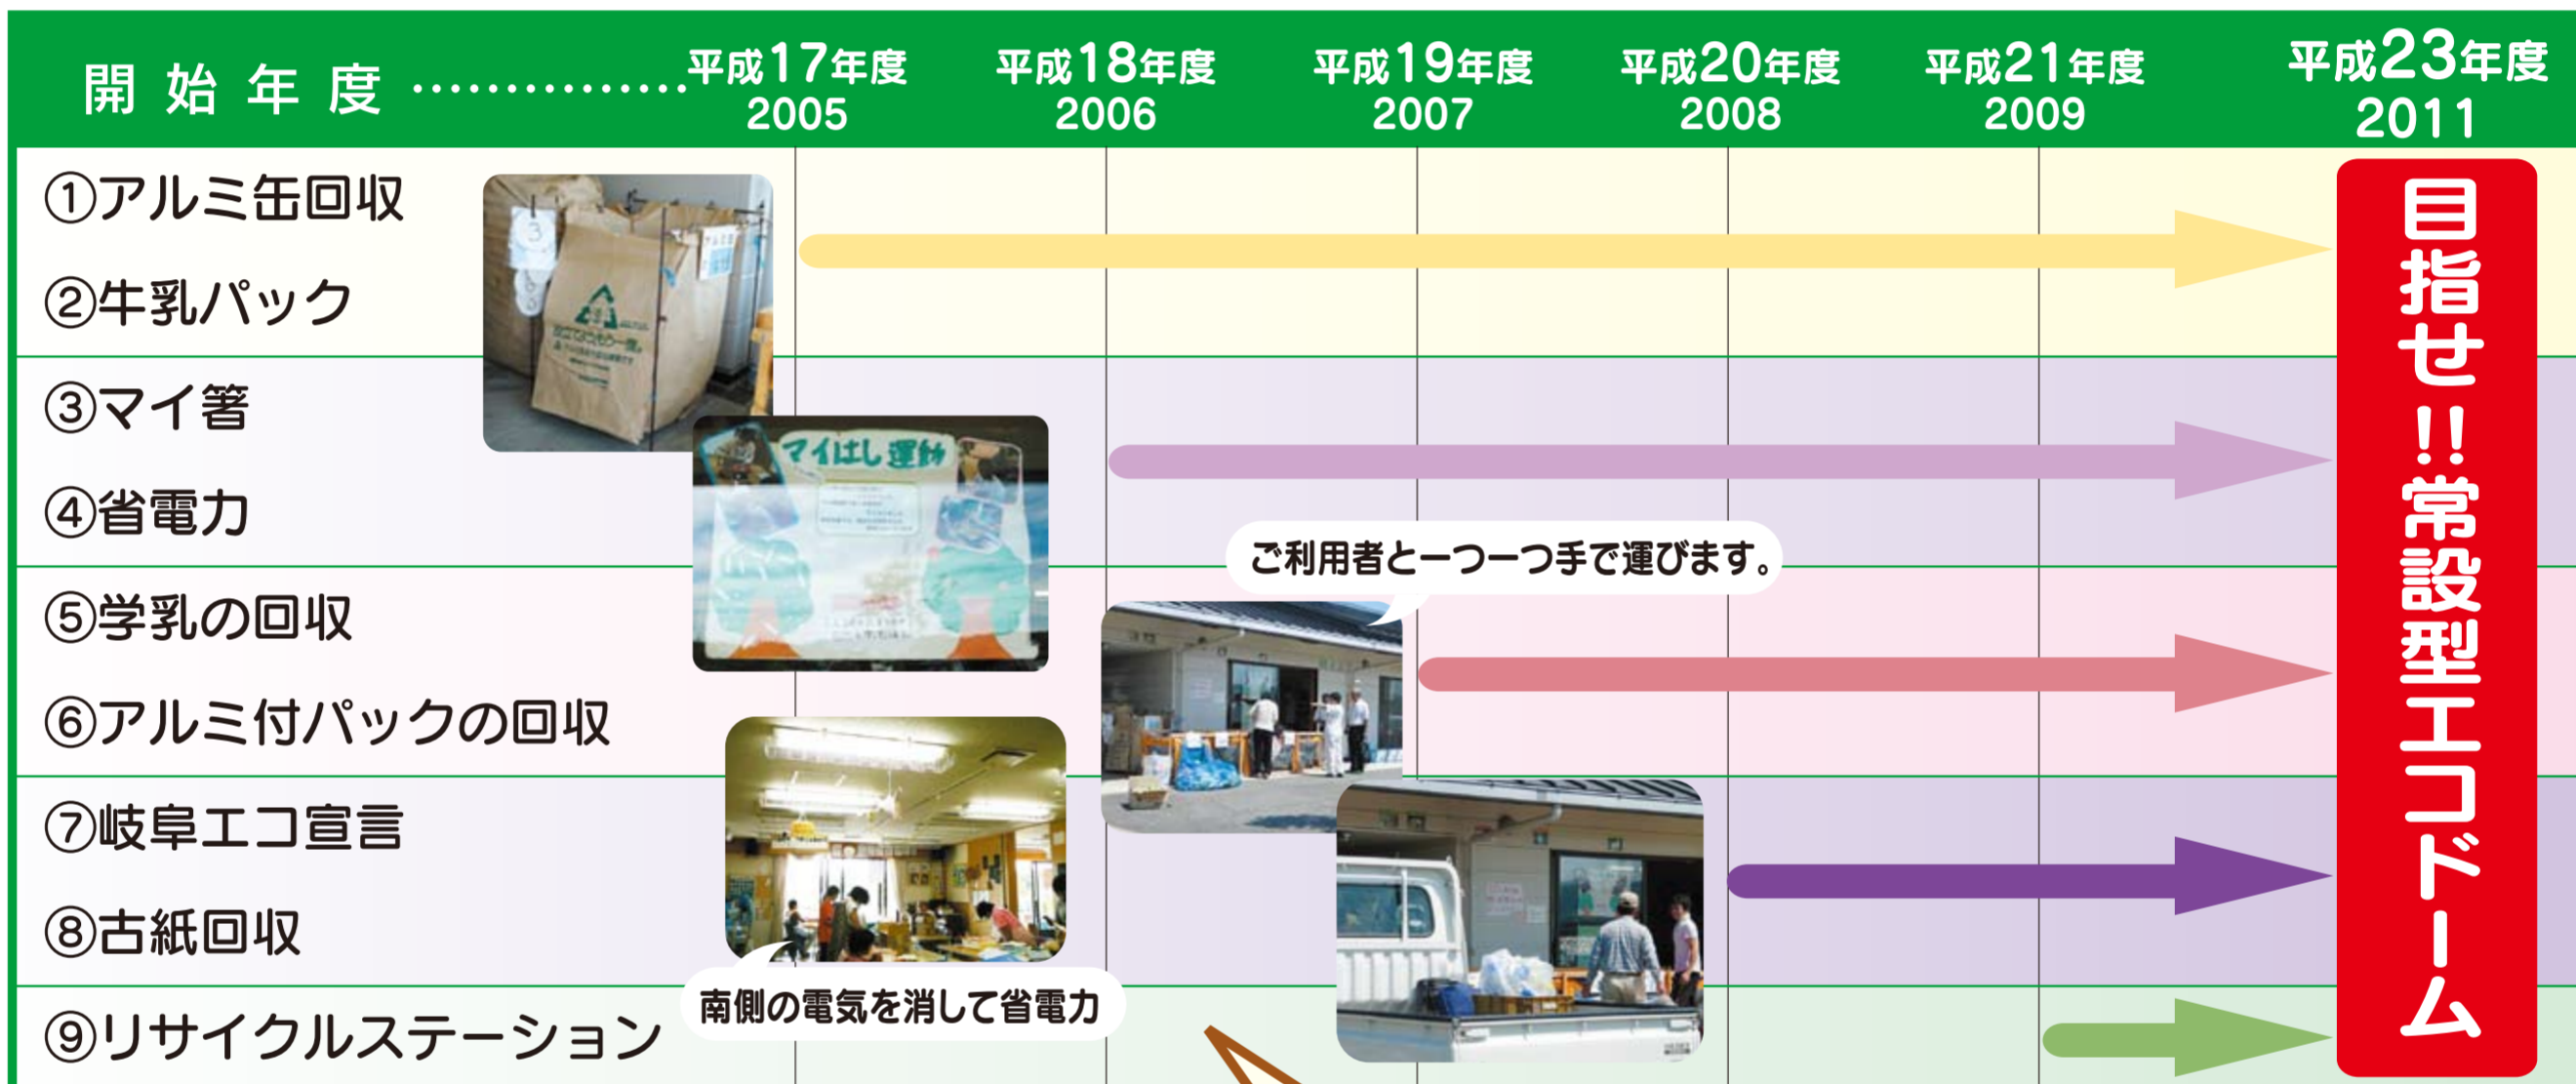 開始年度……………
平成17年度
2005
平成18年度
2006
平成19年度
2007
平成20年度
2008
平成21年度
2009
平成23年度
2011
①アルミ缶回収
②牛乳パック
③マイ箸
④省電力
⑤学乳の回収
⑥アルミ付パックの回収
⑦岐阜エコ宣言
⑧古紙回収
⑨リサイクルステーション
マイはし運動
ご利用者と一つ一つ手で運びます。
南側の電気を消して省電力
目指せ!!常設型エコドーム